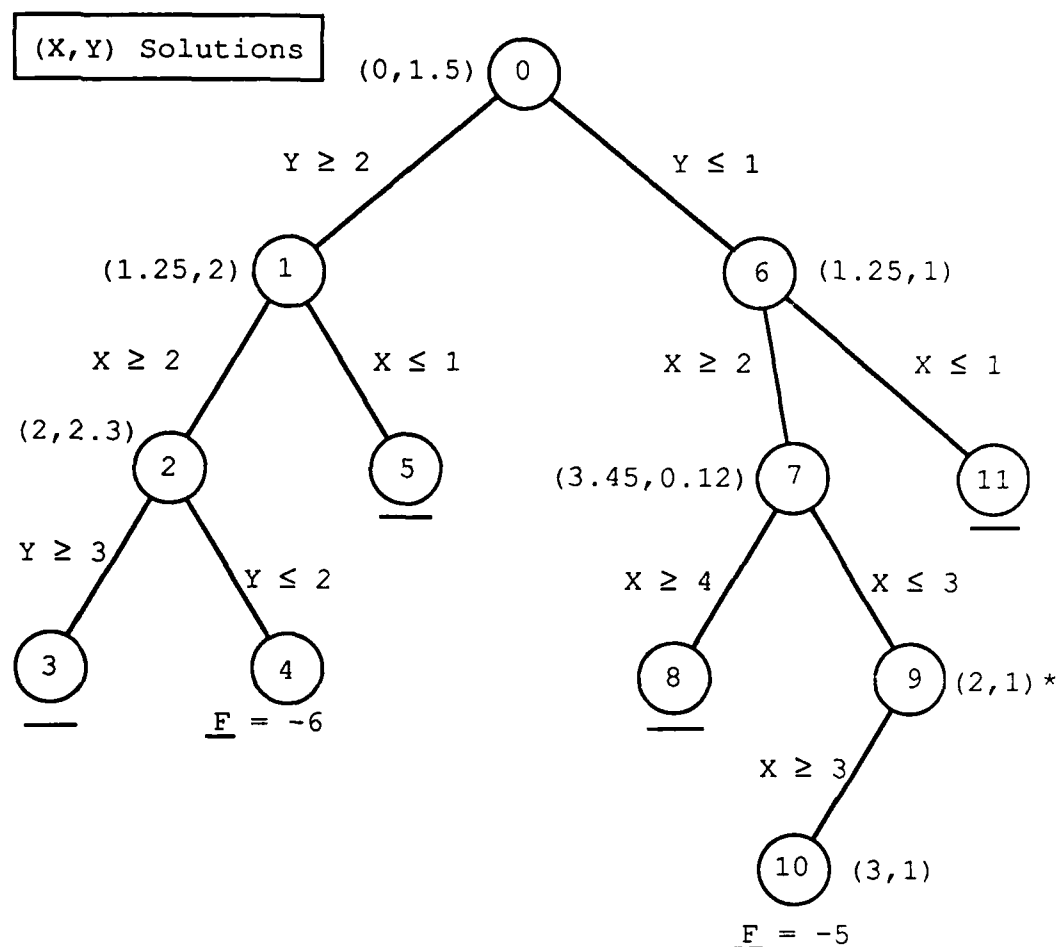 (X,Y) Solutions
(0,1.5) 0
Y ≥ 2 Y ≤ 1
(1.25,2) 1 6 (1.25,1)
X ≥ 2 X ≤ 1 X ≥ 2 X ≤ 1
(2,2.3) 2 5 (3.45,0.12) 7 11
Y ≥ 3 Y ≤ 2 X ≥ 4 X ≤ 3
3 4 8 9 (2,1)*
F = -6
X ≥ 3
10 (3,1)
F = -5